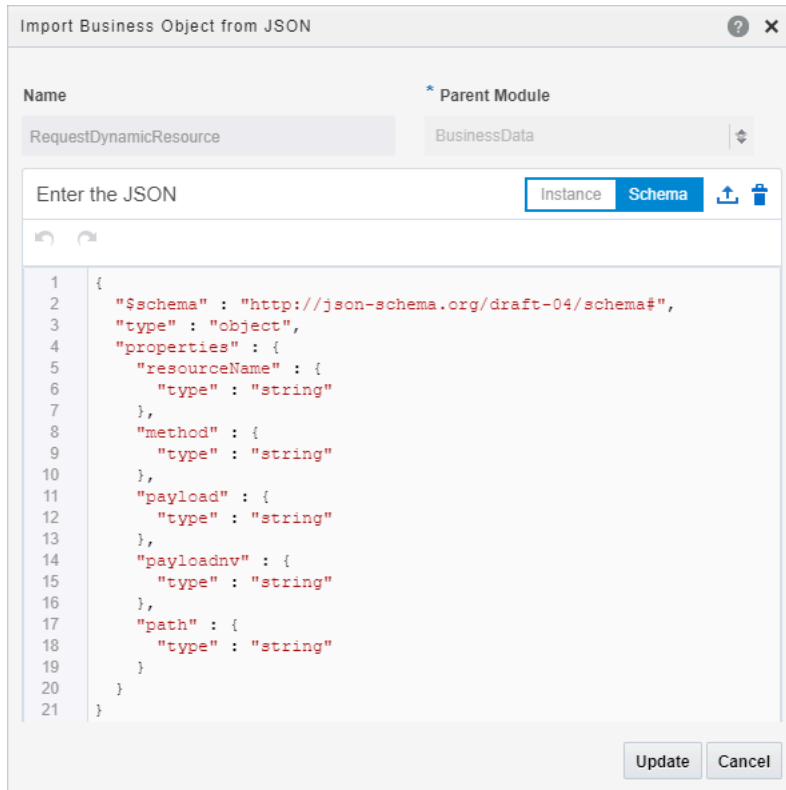 Import Business Object from JSON
Name
* Parent Module
RequestDynamicResource
BusinessData
Enter the JSON
Instance Schema
1 {
2 "$schema" : "http://json-schema.org/draft-04/schema#",
3 "type" : "object",
4 "properties" : {
5 "resourceName" : {
6 "type" : "string"
7 },
8 "method" : {
9 "type" : "string"
10 },
11 "payload" : {
12 "type" : "string"
13 },
14 "payloadnv" : {
15 "type" : "string"
16 },
17 "path" : {
18 "type" : "string"
19 }
20 }
21 }
Update Cancel